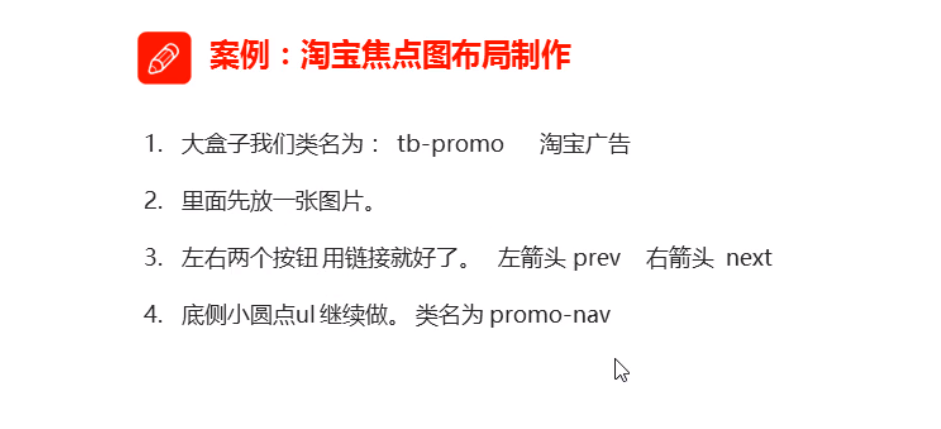 案例：淘宝焦点图布局制作
1. 大盒子我们类名为： tb-promo 淘宝广告
2. 里面先放一张图片。
3. 左右两个按钮 用链接就好了。 左箭头 prev 右箭头 next
4. 底侧小圆点ul 继续做。 类名为 promo-nav